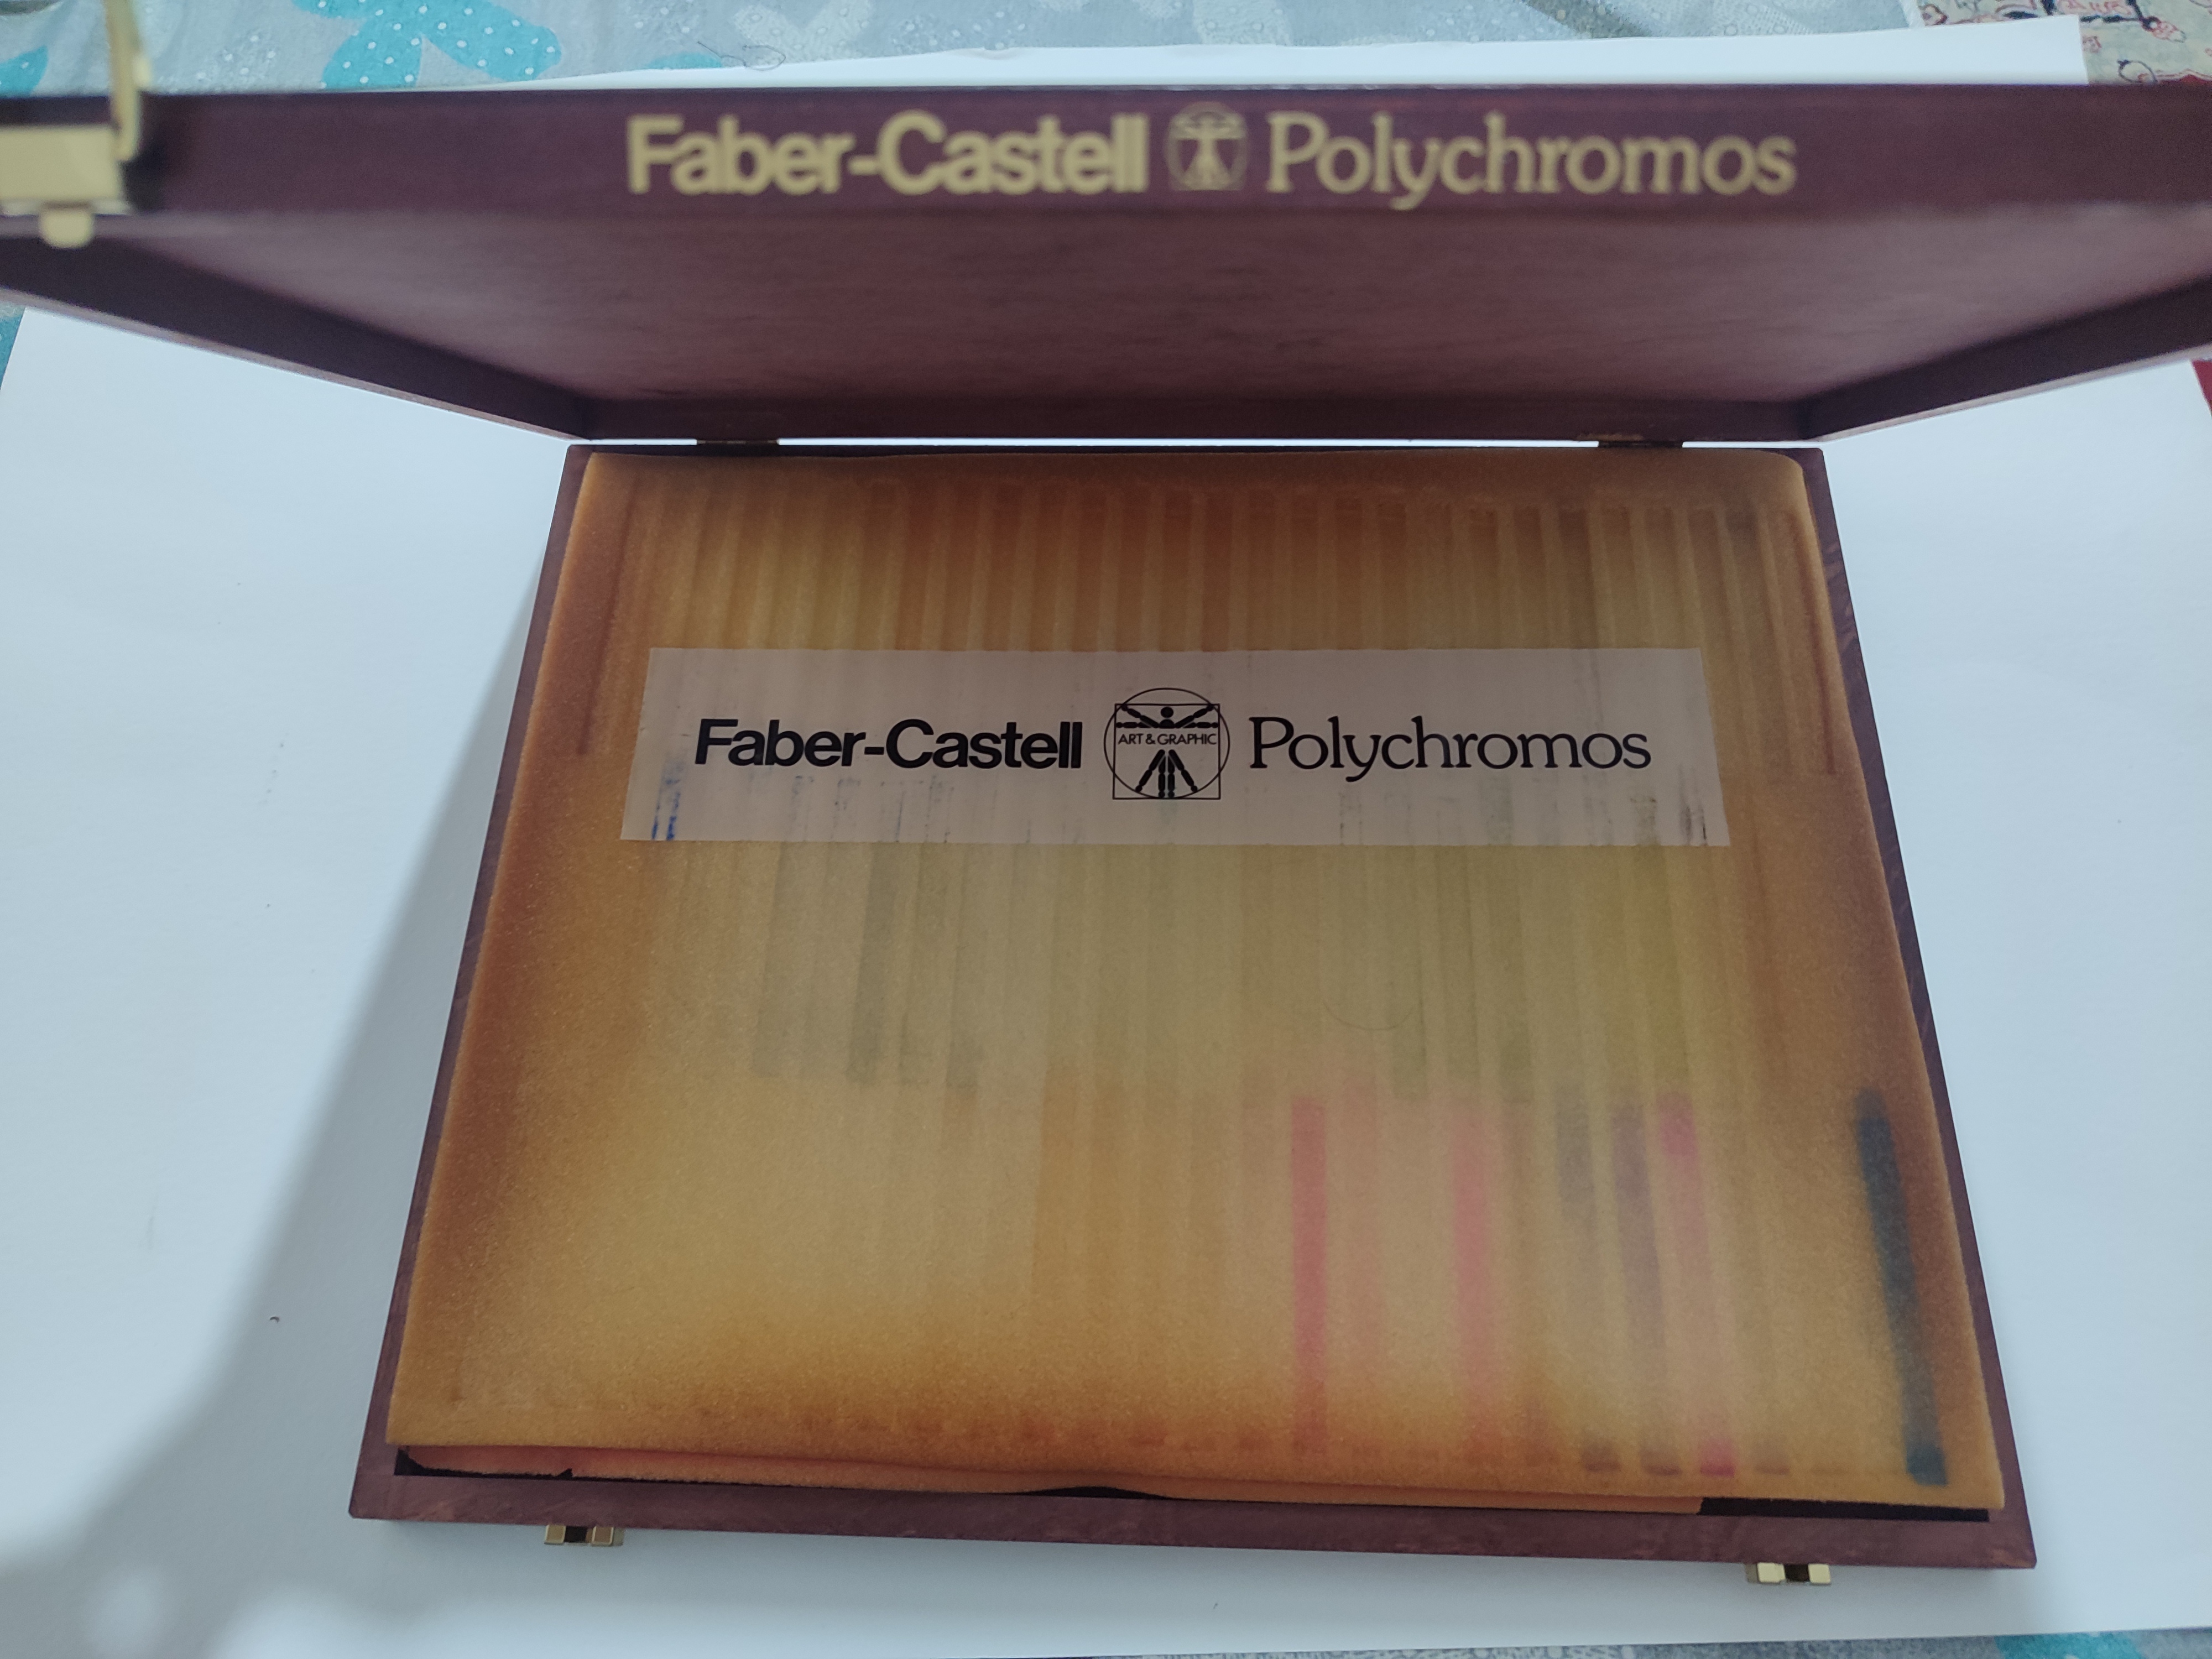 Faber-Castell Polychromos
Faber-Castell ART & GRAPHIC Polychromos